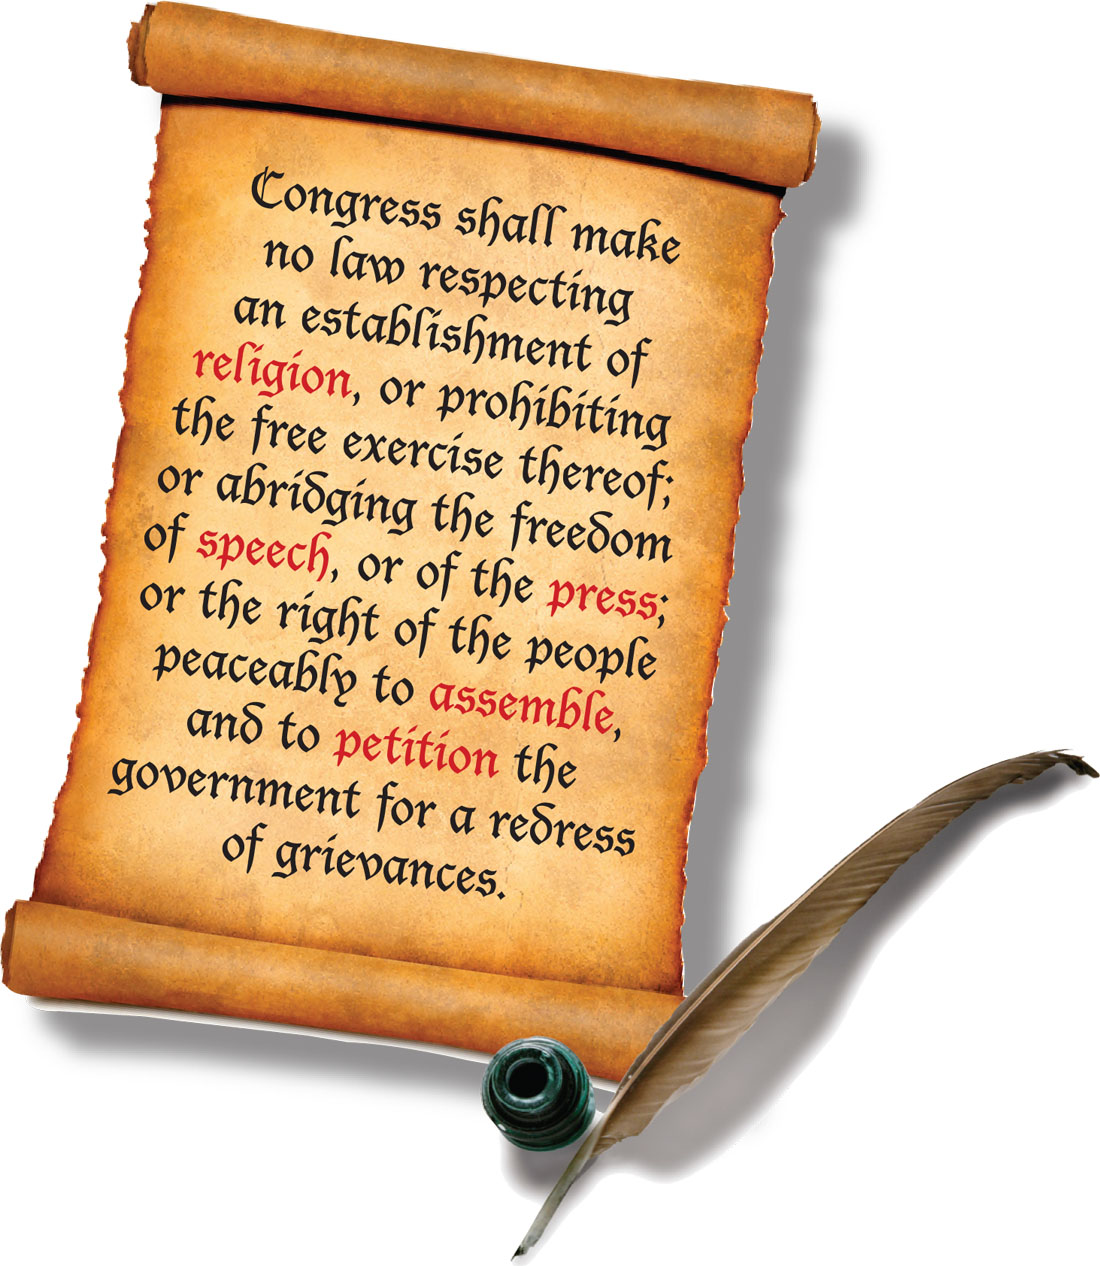 Congress shall make
no law respecting
an establishment of
religion, or prohibiting
the free exercise thereof;
or abridging the freedom
of speech, or of the press;
or the right of the people
peaceably to assemble,
and to petition the
government for a redress
of grievances.